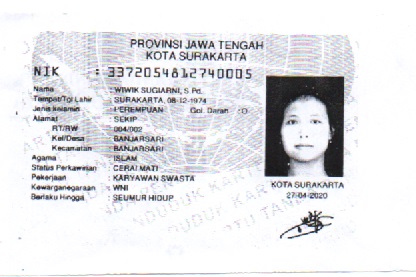 PROVINSI JAWA TENGAH
KOTA SURAKARTA
NIK : 3372054812740005
Nama : WIWIK SUGIARNI, S Pd.
Tempat/Tgl Lahir : SURAKARTA, 08-12-1974
Jenis Kelamin : PEREMPUAN Gol. Darah : O
Alamat : SEKIP
RT/RW : 004/002
Kel/Desa : BANJARSARI
Kecamatan : BANJARSARI
Agama : ISLAM
Status Perkawinan : CERAI MATI
Pekerjaan : KARYAWAN SWASTA
Kewarganegaraan : WNI
Berlaku Hingga : SEUMUR HIDUP
KOTA SURAKARTA
27-04-2020